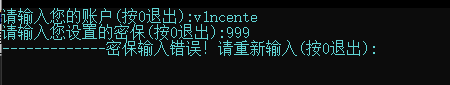 请输入您的账户(按0退出):v1ncente
请输入您设置的密保(按0退出):999
-------------密保输入错误! 请重新输入(按0退出):